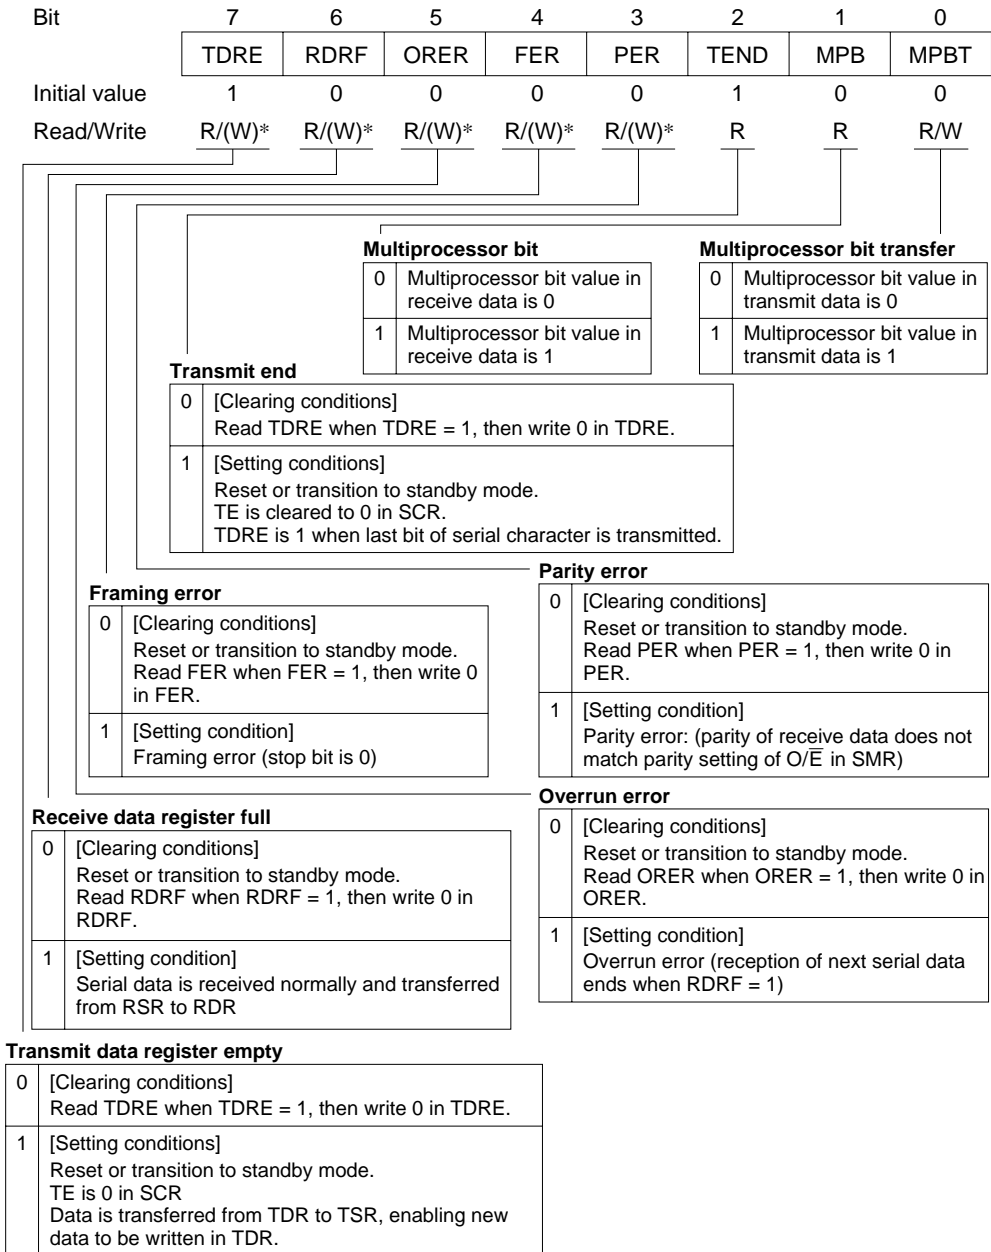 Bit 7 6 5 4 3 2 1 0
TDRE RDRF ORER FER PER TEND MPB MPBT
Initial value 1 0 0 0 0 1 0 0
Read/Write R/(W)* R/(W)* R/(W)* R/(W)* R/(W)* R R R/W
Multiprocessor bit
0 Multiprocessor bit value in
receive data is 0
1 Multiprocessor bit value in
receive data is 1
Multiprocessor bit transfer
0 Multiprocessor bit value in
transmit data is 0
1 Multiprocessor bit value in
transmit data is 1
Transmit end
0 [Clearing conditions]
Read TDRE when TDRE = 1, then write 0 in TDRE.
1 [Setting conditions]
Reset or transition to standby mode.
TE is cleared to 0 in SCR.
TDRE is 1 when last bit of serial character is transmitted.
Parity error
0 [Clearing conditions]
Reset or transition to standby mode.
Read PER when PER = 1, then write 0 in
PER.
1 [Setting condition]
Parity error: (parity of receive data does not
match parity setting of O/E̅ in SMR)
Framing error
0 [Clearing conditions]
Reset or transition to standby mode.
Read FER when FER = 1, then write 0
in FER.
1 [Setting condition]
Framing error (stop bit is 0)
Overrun error
0 [Clearing conditions]
Reset or transition to standby mode.
Read ORER when ORER = 1, then write 0 in
ORER.
1 [Setting condition]
Overrun error (reception of next serial data
ends when RDRF = 1)
Receive data register full
0 [Clearing conditions]
Reset or transition to standby mode.
Read RDRF when RDRF = 1, then write 0 in
RDRF.
1 [Setting condition]
Serial data is received normally and transferred
from RSR to RDR
Transmit data register empty
0 [Clearing conditions]
Read TDRE when TDRE = 1, then write 0 in TDRE.
1 [Setting conditions]
Reset or transition to standby mode.
TE is 0 in SCR
Data is transferred from TDR to TSR, enabling new
data to be written in TDR.